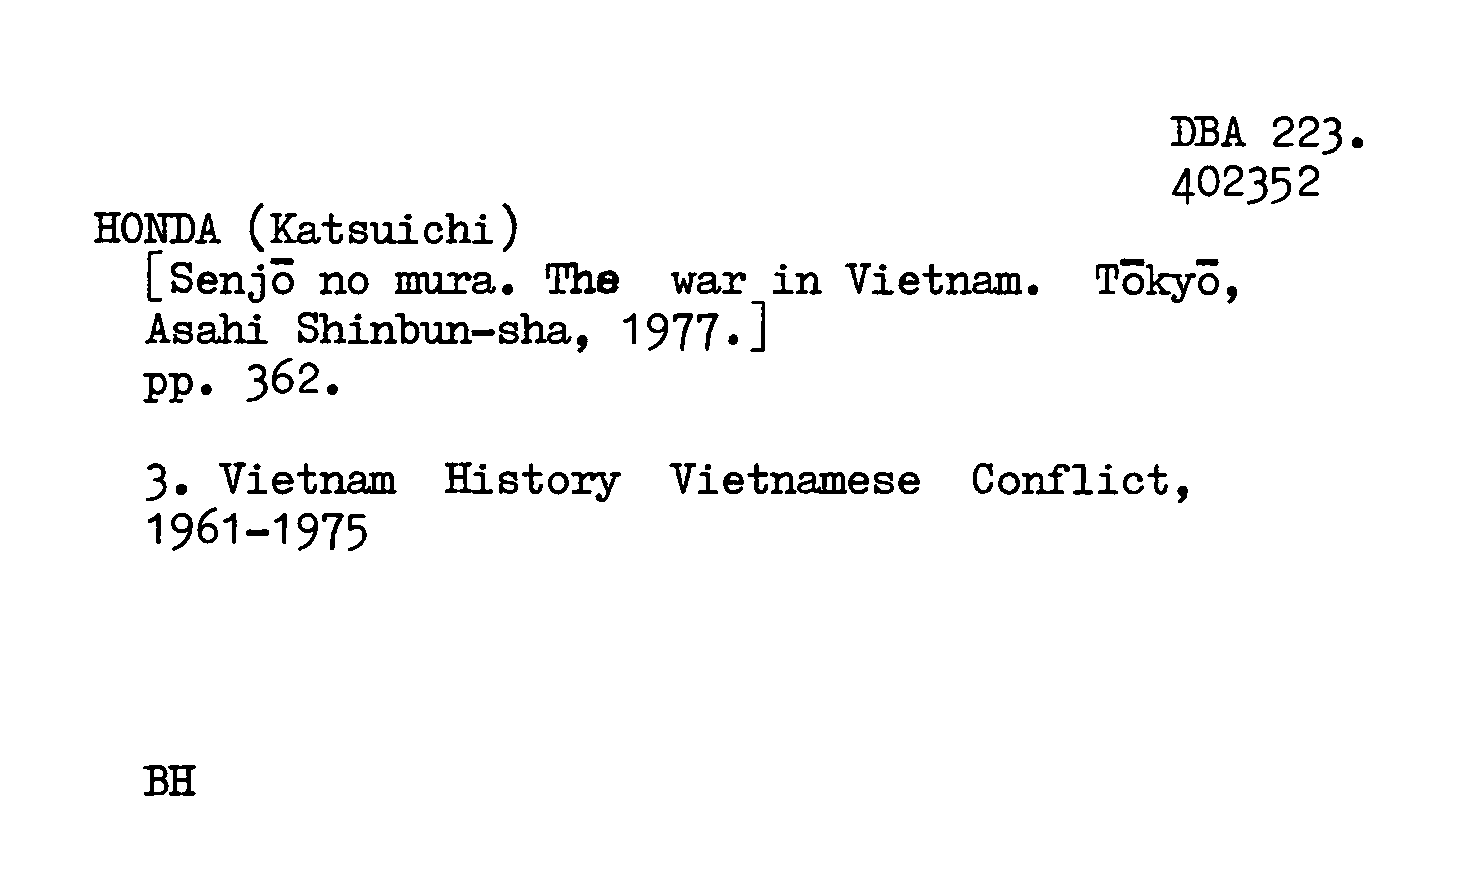 DBA 223.
402352
HONDA (Katsuichi)
[Senjō no mura. The war in Vietnam. Tōkyō,
Asahi Shinbun-sha, 1977.]
pp. 362.
3. Vietnam History Vietnamese Conflict,
1961-1975
BH